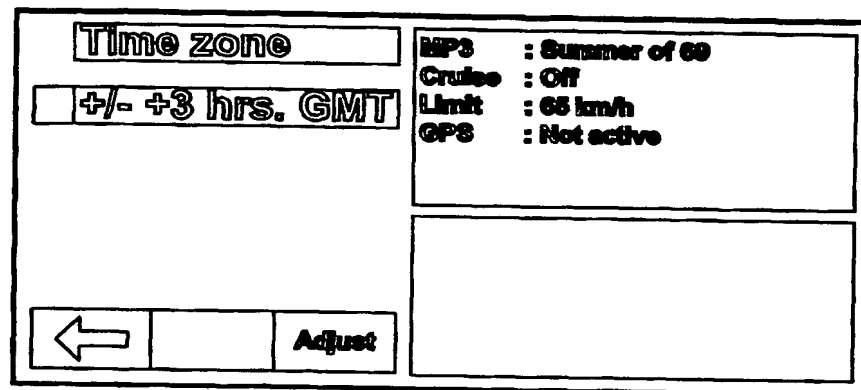 Time zone
+/- +3 hrs. GMT
Adjust
MP3 : Summer of 69
Cruise : Off
Limit : 65 km/h
GPS : Not active